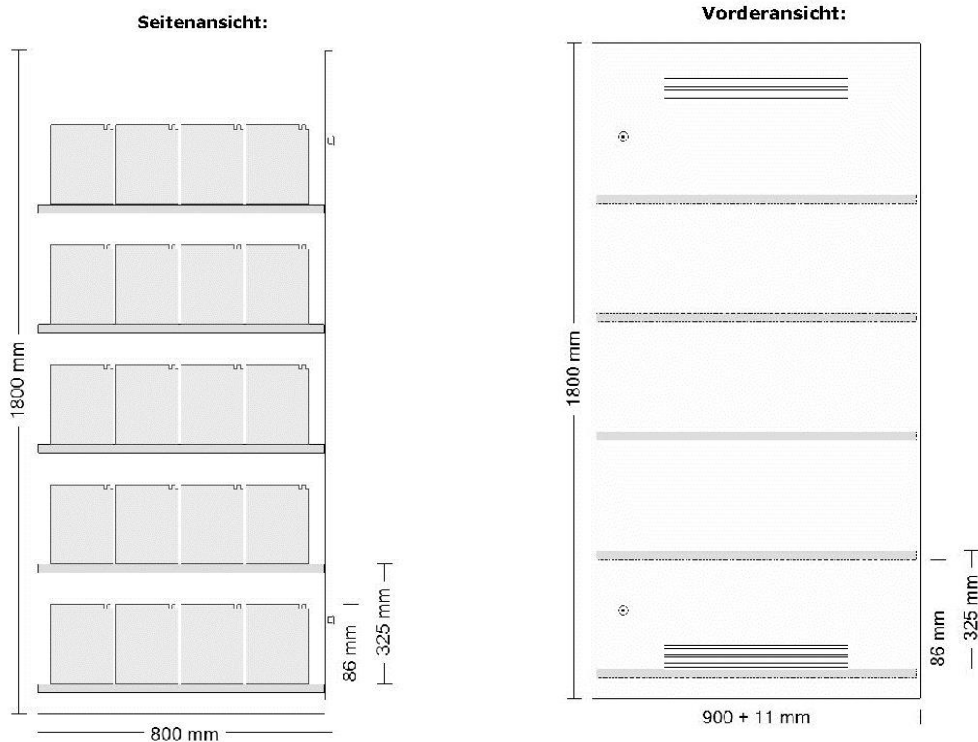 Seitenansicht:
1800 mm
86 mm
325 mm
800 mm
Vorderansicht:
1800 mm
86 mm
325 mm
900 + 11 mm